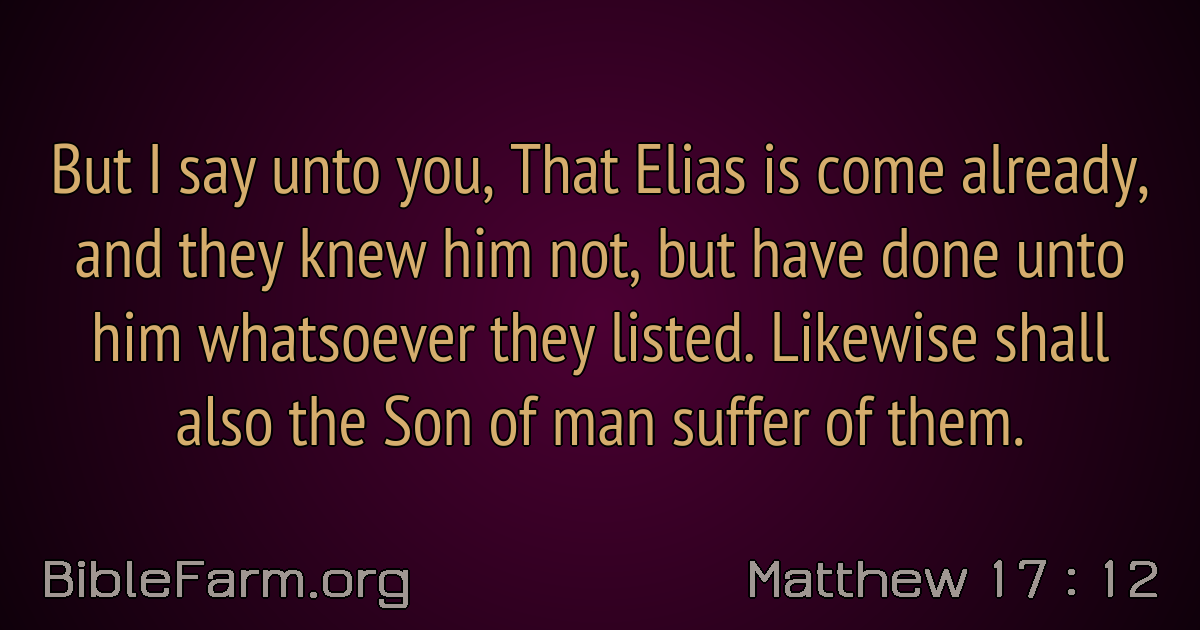 But I say unto you, That Elias is come already,
and they knew him not, but have done unto
him whatsoever they listed. Likewise shall
also the Son of man suffer of them.
BibleFarm.org
Matthew 17 : 12